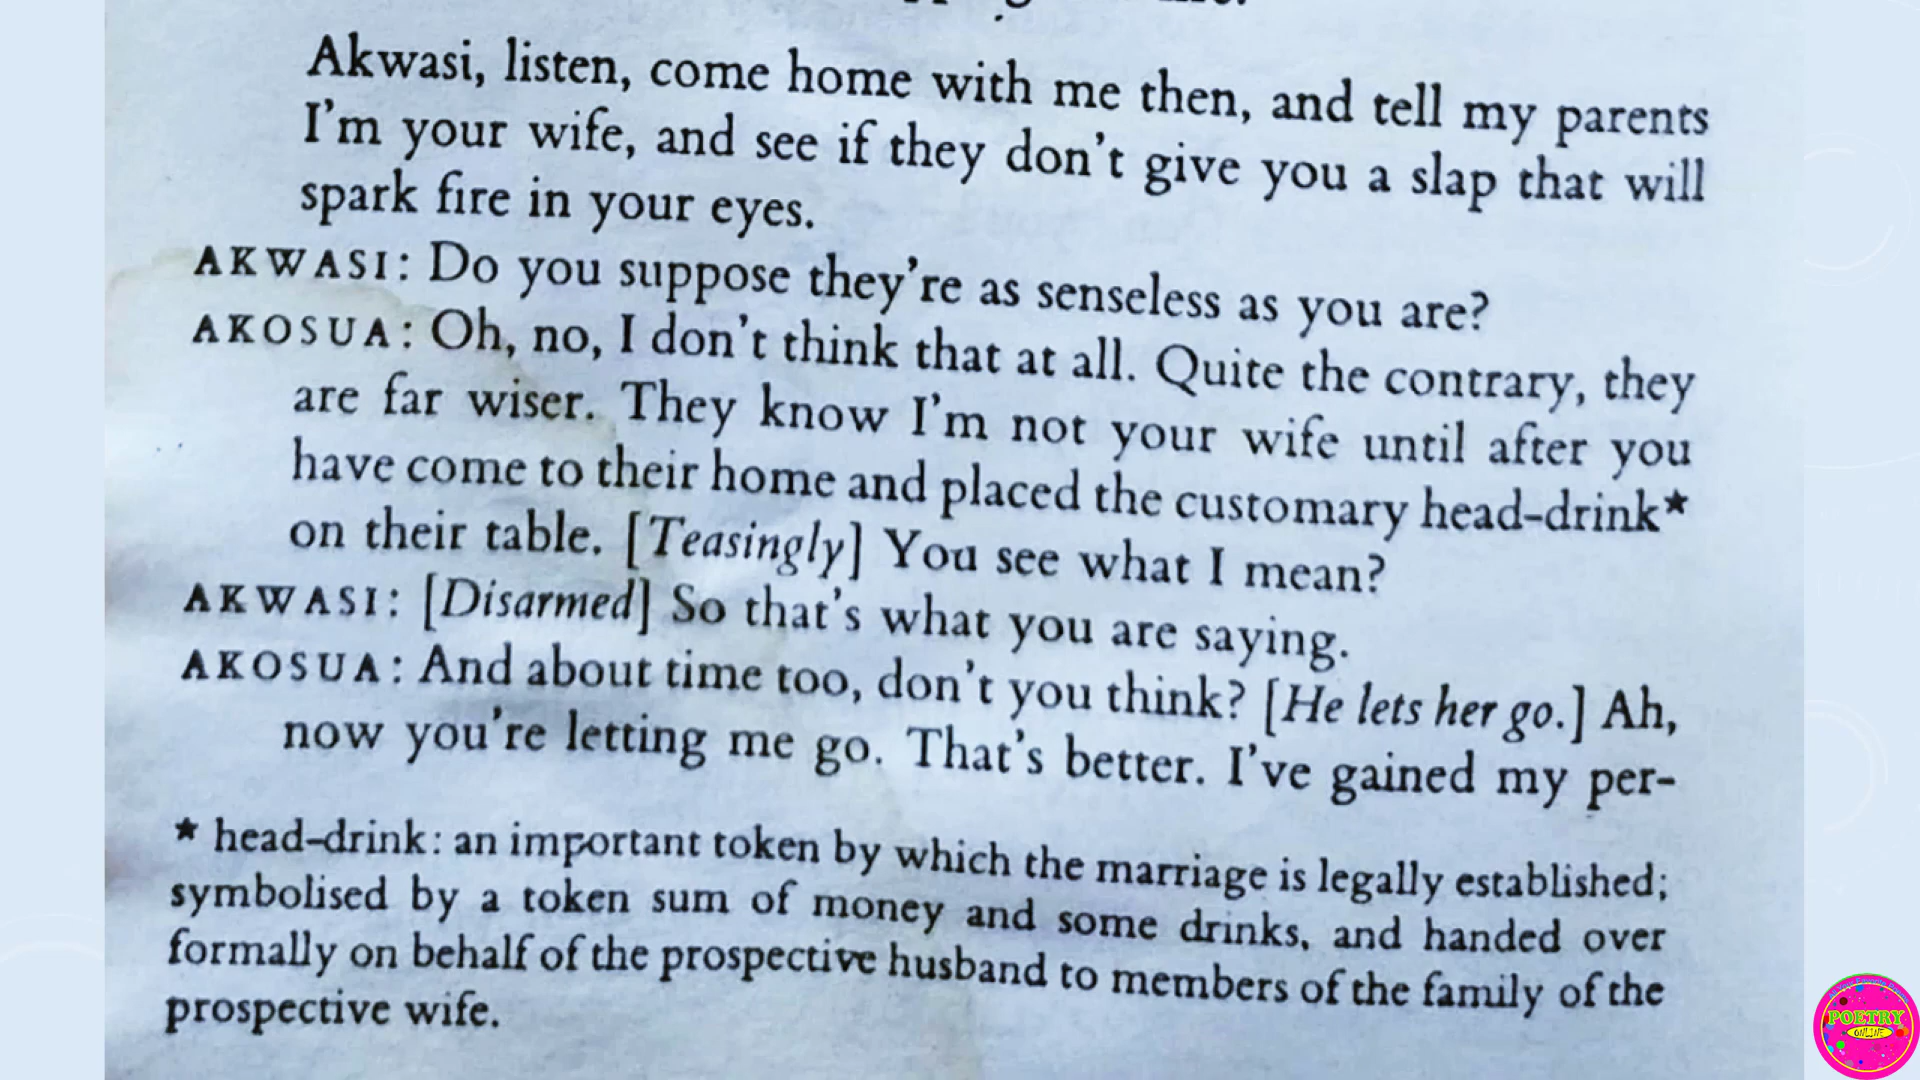 Akwasi, listen, come home with me then, and tell my parents
I'm your wife, and see if they don't give you a slap that will
spark fire in your eyes.
AKWASI: Do you suppose they're as senseless as you are?
AKOSUA: Oh, no, I don't think that at all. Quite the contrary, they
are far wiser. They know I'm not your wife until after you
have come to their home and placed the customary head-drink*
on their table. [Teasingly] You see what I mean?
AKWASI: [Disarmed] So that's what you are saying.
AKOSUA: And about time too, don't you think? [He lets her go.] Ah,
now you're letting me go. That's better. I've gained my per-
* head-drink: an important token by which the marriage is legally established;
symbolised by a token sum of money and some drinks, and handed over
formally on behalf of the prospective husband to members of the family of the
prospective wife.
POETRY
ONLINE